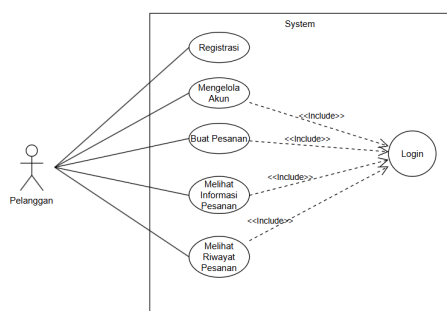 System
Registrasi
Mengelola
Akun
<<Include>>
Buat Pesanan
<<Include>>
Login
Melihat
Informasi
Pesanan
<<Include>>
Pelanggan
<<Include>>
Melihat
Riwayat
Pesanan